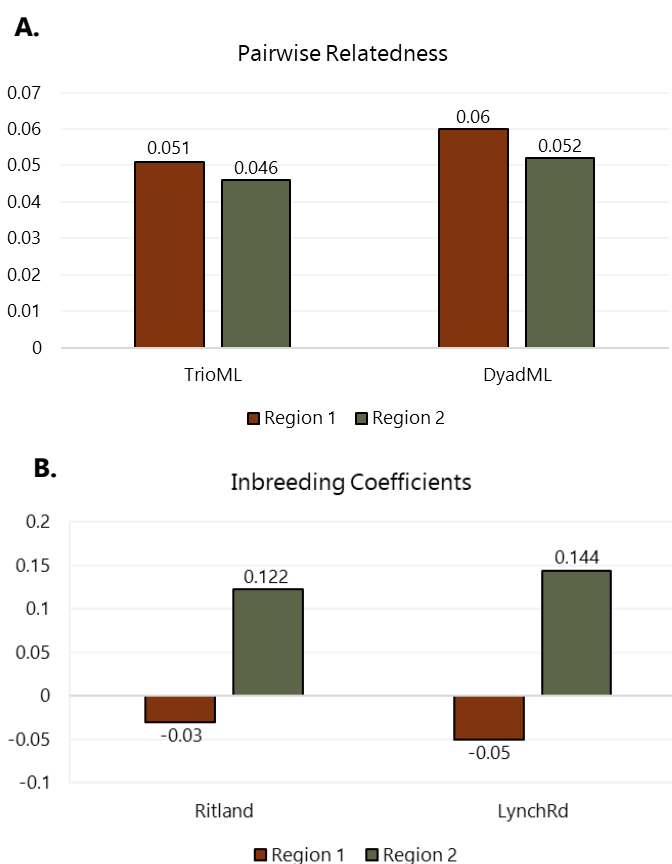 A.
Pairwise Relatedness
0.07
0.06
0.05
0.04
0.03
0.02
0.01
0
0.051
0.046
0.06
0.052
TrioML
DyadML
Region 1
Region 2
B.
Inbreeding Coefficients
0.2
0.15
0.1
0.05
0
-0.05
-0.1
0.122
0.144
-0.03
-0.05
Ritland
LynchRd
Region 1
Region 2